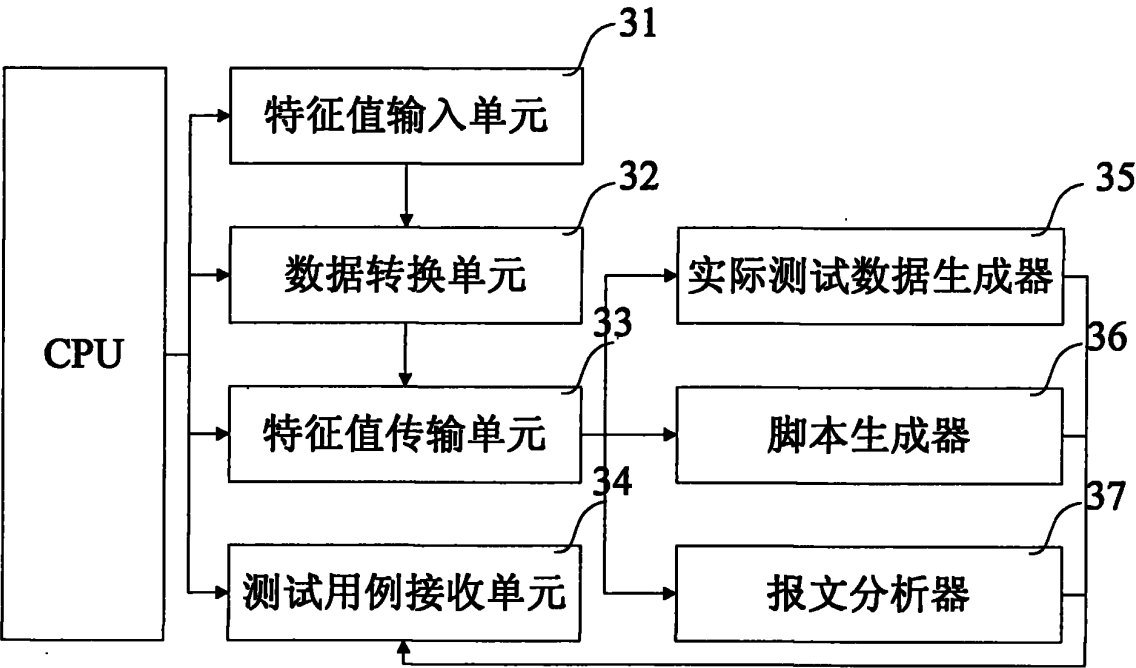 31
特征值输入单元
32
数据转换单元
35
实际测试数据生成器
CPU
33
特征值传输单元
36
脚本生成器
34
测试用例接收单元
37
报文分析器